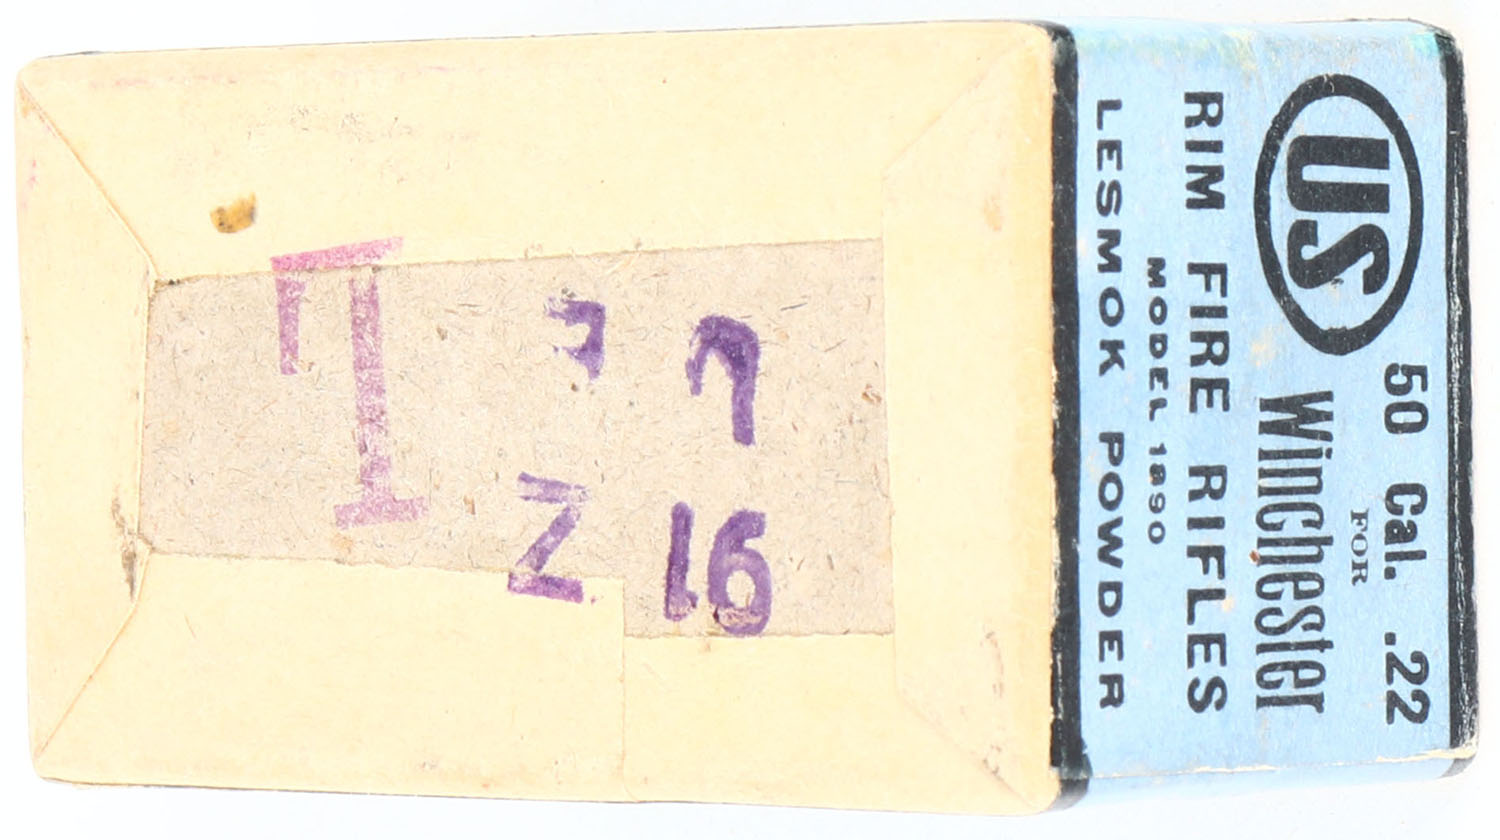 US 50 Cal. .22
FOR
Winchester
RIM FIRE RIFLES
MODEL 1890
LESMOK POWDER